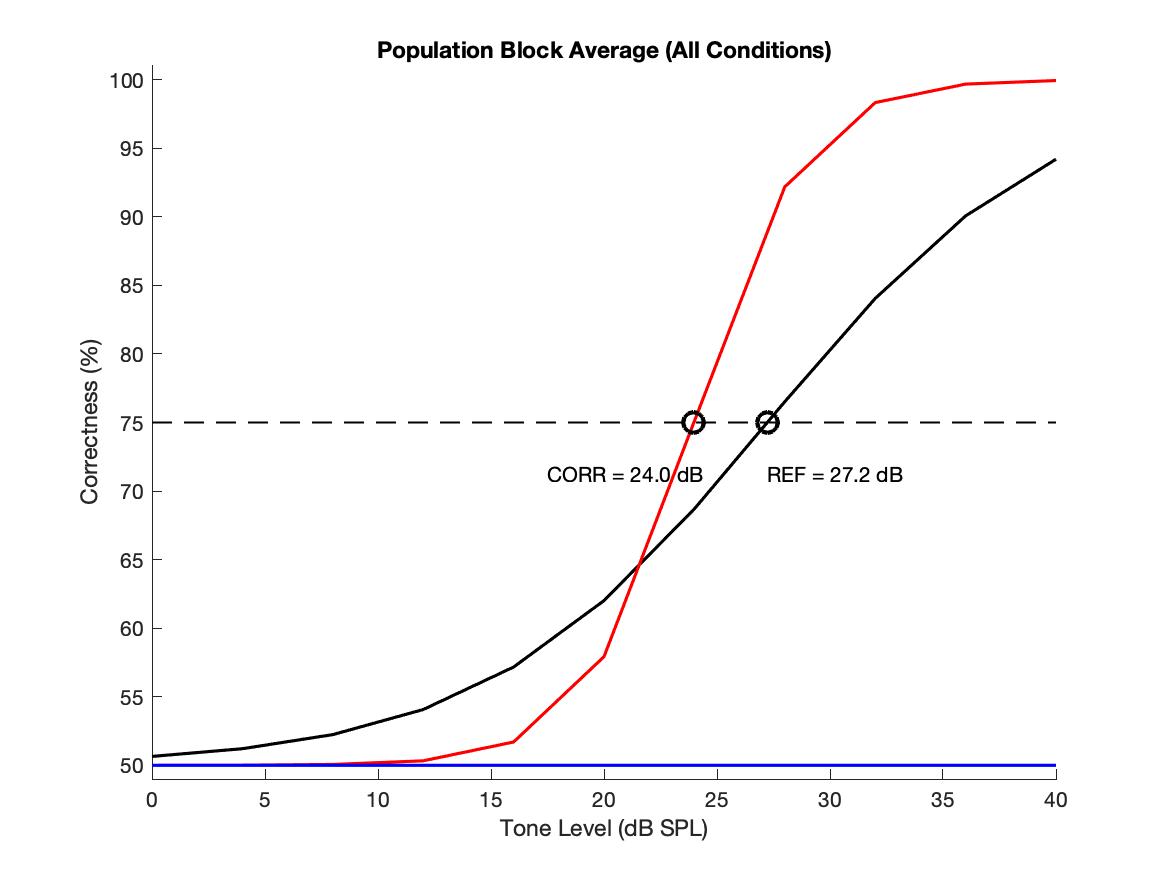 Population Block Average (All Conditions)
Correctness (%)
100
95
90
85
80
75
70
65
60
55
50
CORR = 24.0 dB
REF = 27.2 dB
0 5 10 15 20 25 30 35 40
Tone Level (dB SPL)